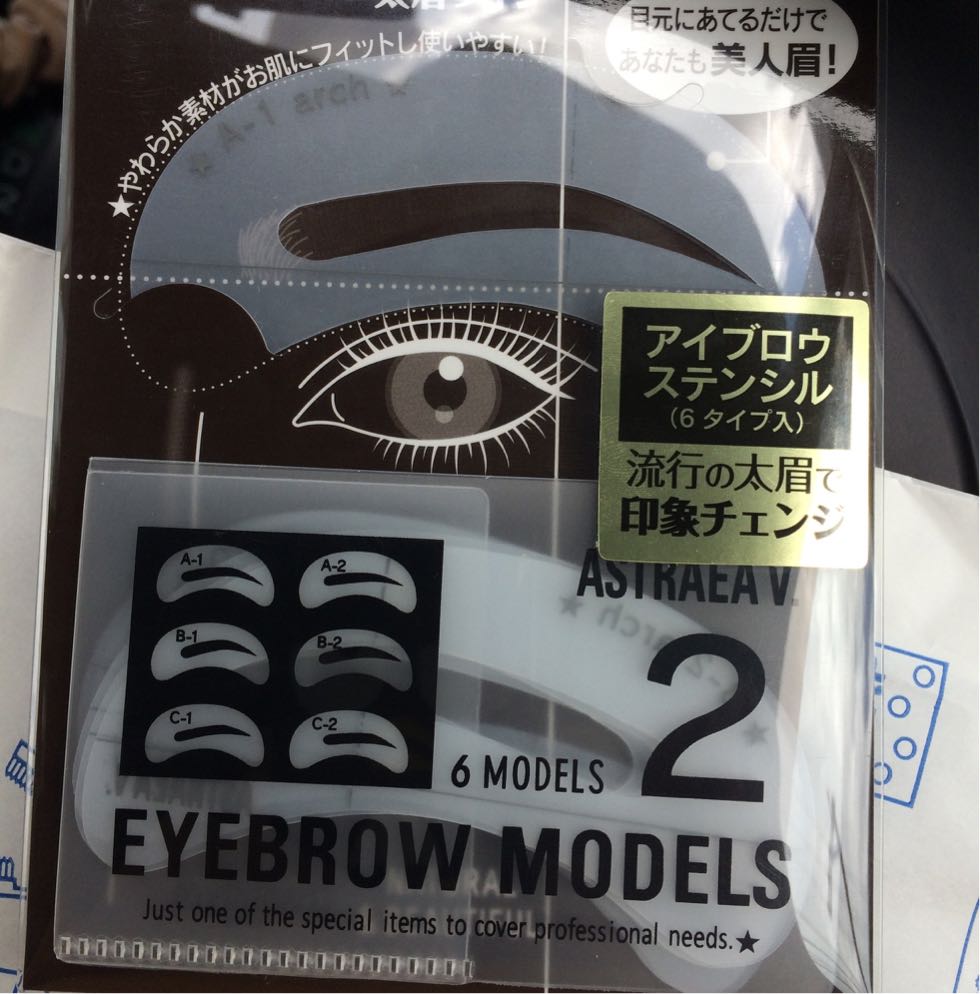 目元にあてるだけで
あなたも美人眉!
★やわらか素材がお肌にフィットし使いやすい!
★ A-1 arch ★
アイブロウ
ステンシル
(6タイプ入)
流行の太眉で
印象チェンジ
ASTRAEA V.
A-1
A-2
B-1
B-2
C-1
C-2
6 MODELS
2
EYEBROW MODELS
Just one of the special items to cover professional needs.★